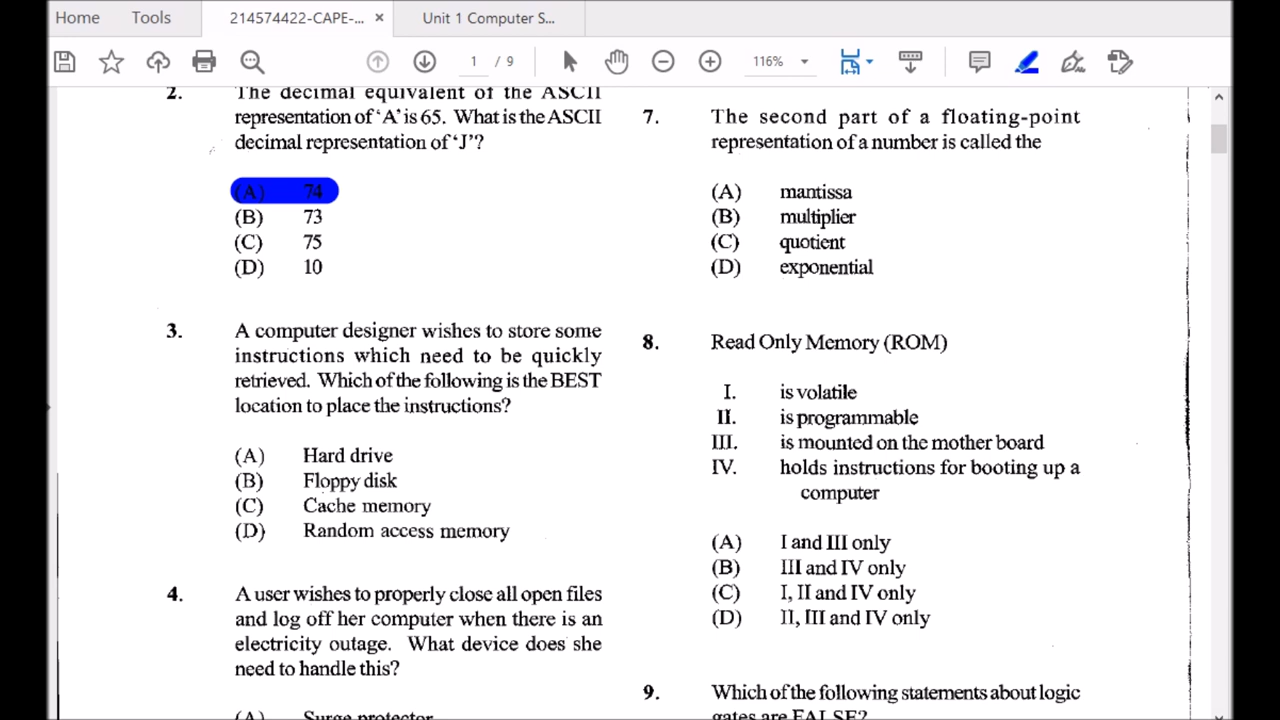 Home Tools 214574422-CAPE-... × Unit 1 Computer S...
1 / 9 116%
2. The decimal equivalent of the ASCII
representation of ‘A’ is 65. What is the ASCII
decimal representation of ‘J’?
(A) 74
(B) 73
(C) 75
(D) 10
3. A computer designer wishes to store some
instructions which need to be quickly
retrieved. Which of the following is the BEST
location to place the instructions?
(A) Hard drive
(B) Floppy disk
(C) Cache memory
(D) Random access memory
4. A user wishes to properly close all open files
and log off her computer when there is an
electricity outage. What device does she
need to handle this?
(A) Surge protector
7. The second part of a floating-point
representation of a number is called the
(A) mantissa
(B) multiplier
(C) quotient
(D) exponential
8. Read Only Memory (ROM)
I. is volatile
II. is programmable
III. is mounted on the mother board
IV. holds instructions for booting up a
computer
(A) I and III only
(B) III and IV only
(C) I, II and IV only
(D) II, III and IV only
9. Which of the following statements about logic
gates are FALSE?